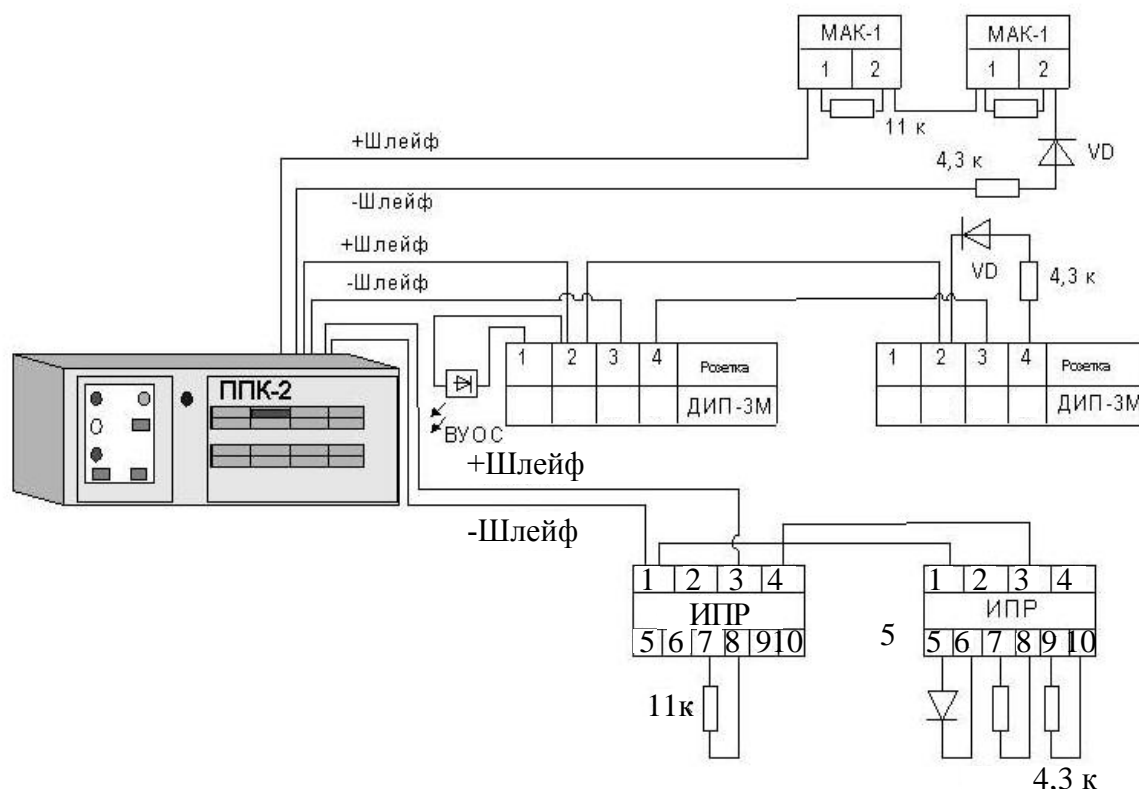 МАК-1 МАК-1
1 2 1 2
11 к
+Шлейф
4,3 к VD
-Шлейф
+Шлейф
VD 4,3 к
-Шлейф
1 2 3 4 Розетка
ДИП-3М
1 2 3 4 Розетка
ДИП-3М
ППК-2
ВУОС
+Шлейф
-Шлейф
1 2 3 4
ИПР
5 6 7 8 9 10
11к
1 2 3 4
ИПР
5
5 6 7 8 9 10
4,3 к